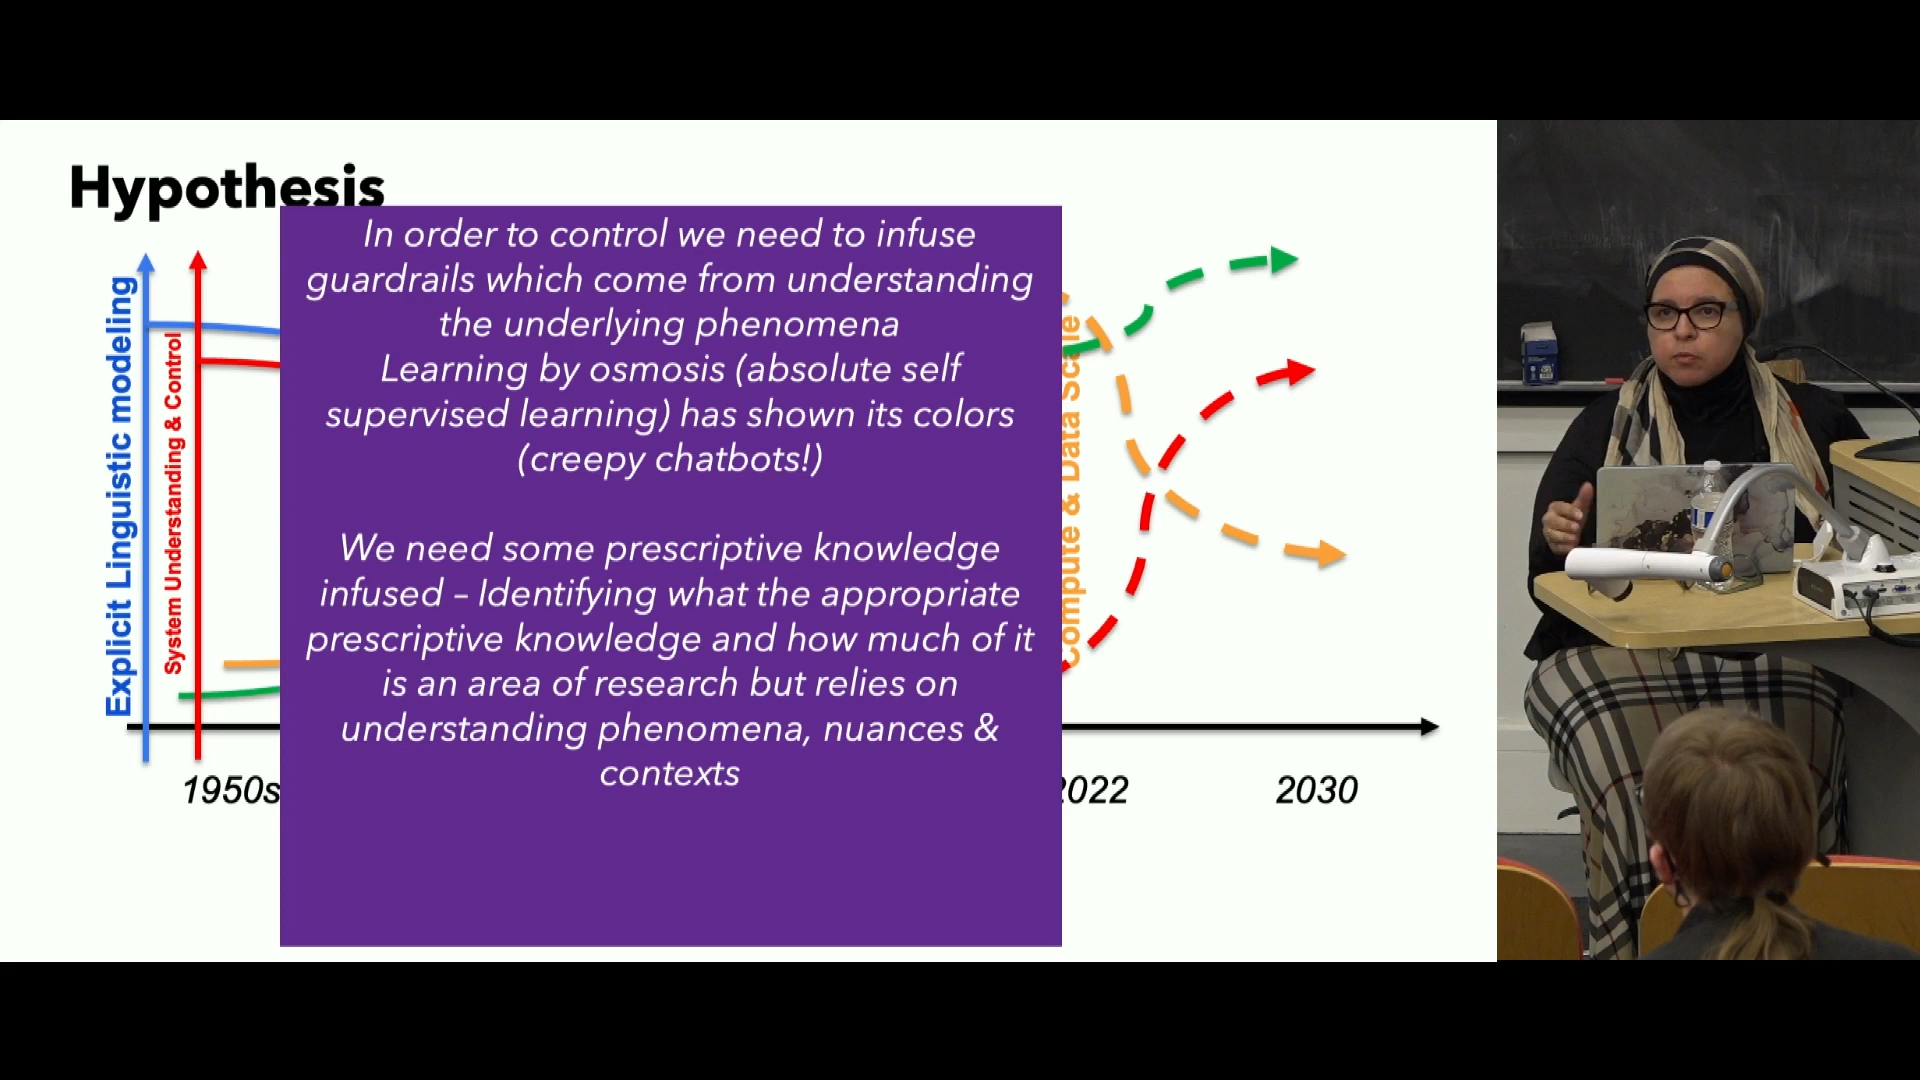 Hypothesis
In order to control we need to infuse
guardrails which come from understanding
the underlying phenomena
Learning by osmosis (absolute self
supervised learning) has shown its colors
(creepy chatbots!)
We need some prescriptive knowledge
infused – Identifying what the appropriate
prescriptive knowledge and how much of it
is an area of research but relies on
understanding phenomena, nuances &
contexts
Explicit Linguistic modeling
System Understanding & Control
Compute & Data Scale
1950s
2022
2030